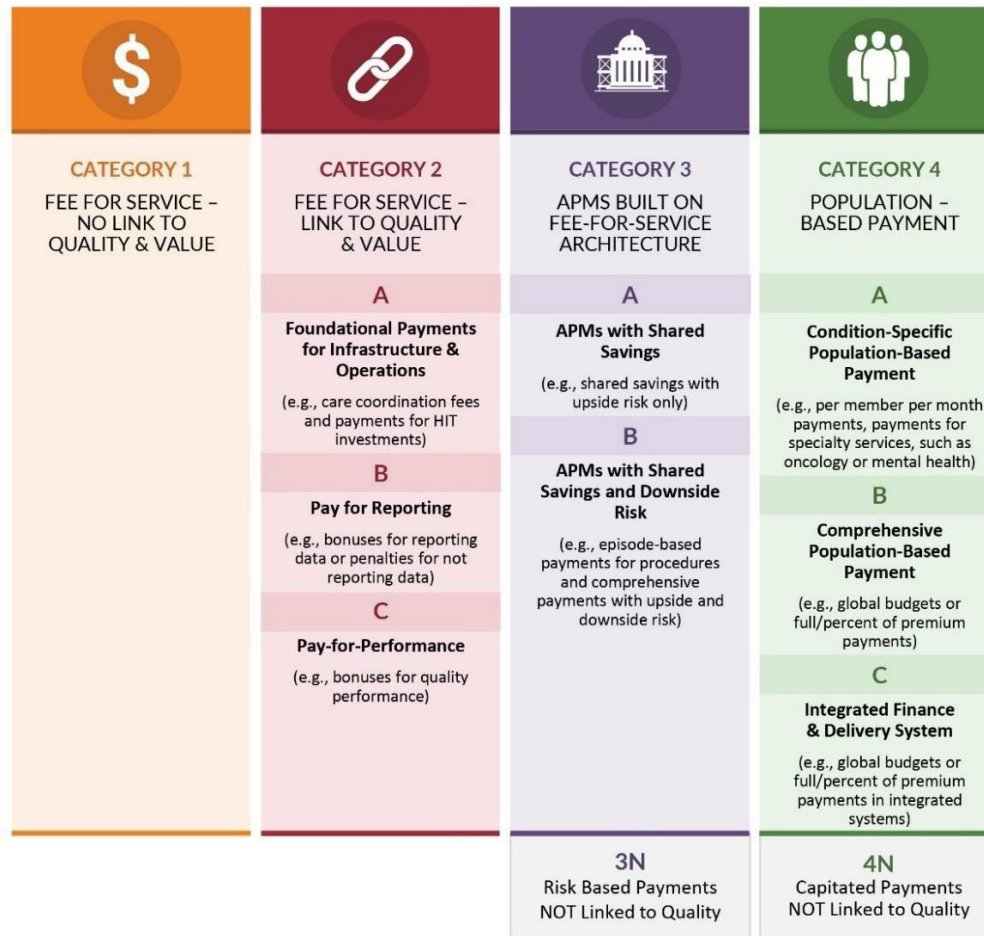 $
CATEGORY 1
FEE FOR SERVICE –
NO LINK TO
QUALITY & VALUE
CATEGORY 2
FEE FOR SERVICE –
LINK TO QUALITY
& VALUE
A
Foundational Payments
for Infrastructure &
Operations
(e.g., care coordination fees
and payments for HIT
investments)
B
Pay for Reporting
(e.g., bonuses for reporting
data or penalties for not
reporting data)
C
Pay-for-Performance
(e.g., bonuses for quality
performance)
CATEGORY 3
APMS BUILT ON
FEE-FOR-SERVICE
ARCHITECTURE
A
APMs with Shared
Savings
(e.g., shared savings with
upside risk only)
B
APMs with Shared
Savings and Downside
Risk
(e.g., episode-based
payments for procedures
and comprehensive
payments with upside and
downside risk)
3N
Risk Based Payments
NOT Linked to Quality
CATEGORY 4
POPULATION –
BASED PAYMENT
A
Condition-Specific
Population-Based
Payment
(e.g., per member per month
payments, payments for
specialty services, such as
oncology or mental health)
B
Comprehensive
Population-Based
Payment
(e.g., global budgets or
full/percent of premium
payments)
C
Integrated Finance
& Delivery System
(e.g., global budgets or
full/percent of premium
payments in integrated
systems)
4N
Capitated Payments
NOT Linked to Quality